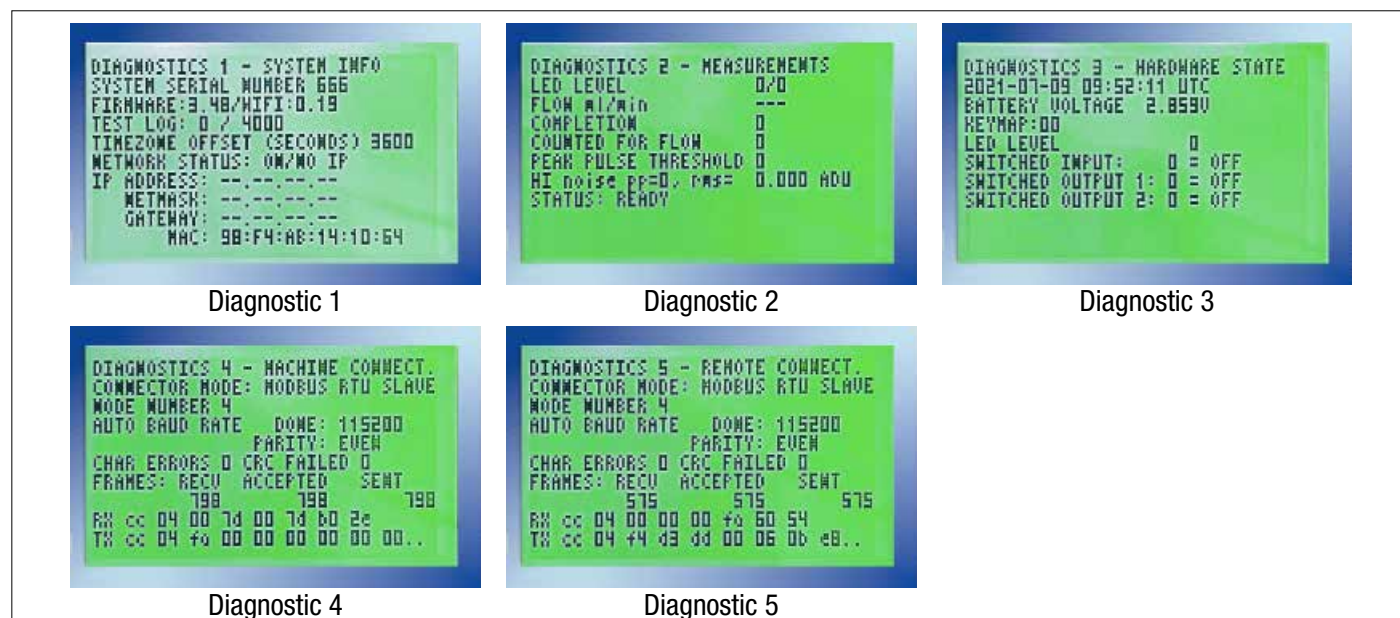 DIAGNOSTICS 1 - SYSTEM INFO
SYSTEM SERIAL NUMBER 666
FIRMWARE:3.48/WIFI:0.19
TEST LOG: 0 / 4000
TIMEZONE OFFSET (SECONDS) 3600
NETWORK STATUS: ON/NO IP
IP ADDRESS: --.--.--.--
NETMASK: --.--.--.--
GATEWAY: --.--.--.--
MAC: 98:F4:AB:14:10:64
Diagnostic 1
DIAGNOSTICS 2 - MEASUREMENTS
LED LEVEL 0/0
FLOW ml/min ---
COMPLETION 0
COUNTED FOR FLOW 0
PEAK PULSE THRESHOLD 0
HI noise pp=0, rms= 0.000 ADU
STATUS: READY
Diagnostic 2
DIAGNOSTICS 3 - HARDWARE STATE
2021-07-09 09:52:11 UTC
BATTERY VOLTAGE 2.859V
KEYMAP:00
LED LEVEL 0
SWITCHED INPUT: 0 = OFF
SWITCHED OUTPUT 1: 0 = OFF
SWITCHED OUTPUT 2: 0 = OFF
Diagnostic 3
DIAGNOSTICS 4 - MACHINE CONNECT.
CONNECTOR MODE: MODBUS RTU SLAVE
NODE NUMBER 4
AUTO BAUD RATE DONE: 115200
PARITY: EVEN
CHAR ERRORS 0 CRC FAILED 0
FRAMES: RECV ACCEPTED SENT
798 798 798
RX cc 04 00 7d 00 7d b0 2e
TX cc 04 fa 00 00 00 00 00 00..
Diagnostic 4
DIAGNOSTICS 5 - REMOTE CONNECT.
CONNECTOR MODE: MODBUS RTU SLAVE
NODE NUMBER 4
AUTO BAUD RATE DONE: 115200
PARITY: EVEN
CHAR ERRORS 0 CRC FAILED 0
FRAMES: RECV ACCEPTED SENT
575 575 575
RX cc 04 00 00 00 fa 60 54
TX cc 04 f4 d3 dd 00 06 0b e8..
Diagnostic 5